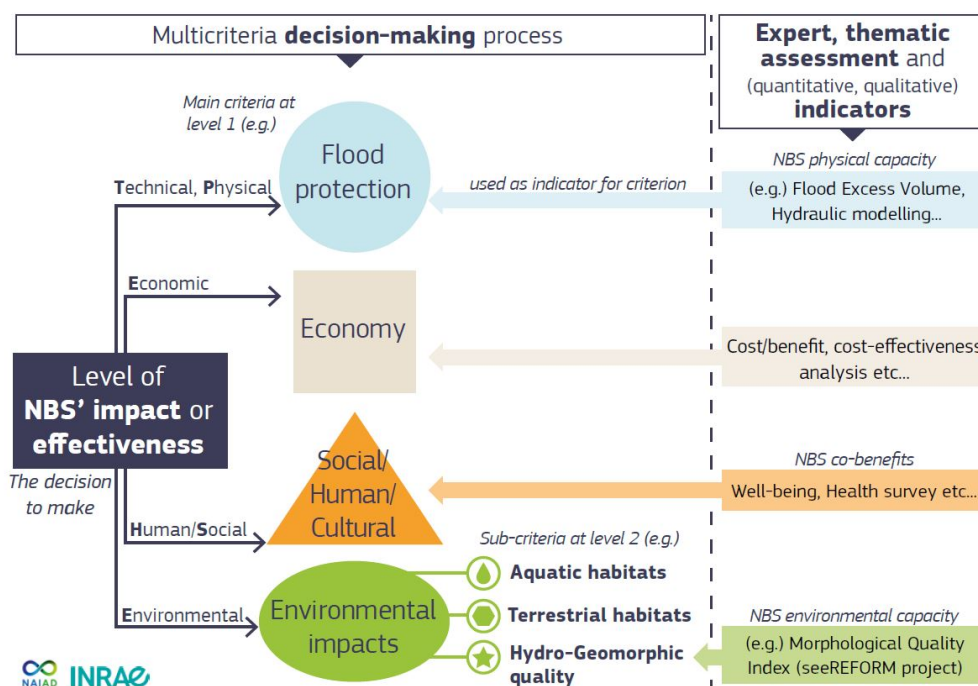 Multicriteria decision-making process
Expert, thematic
assessment and
(quantitative, qualitative)
indicators
Main criteria at
level 1 (e.g.)
Flood
protection
Technical, Physical
used as indicator for criterion
NBS physical capacity
(e.g.) Flood Excess Volume,
Hydraulic modelling...
Economic
Economy
Cost/benefit, cost-effectiveness
analysis etc...
Level of
NBS' impact or
effectiveness
The decision
to make
Social/
Human/
Cultural
NBS co-benefits
Well-being, Health survey etc...
Human/Social
Sub-criteria at level 2 (e.g.)
Aquatic habitats
Environmental
Environmental
impacts
Terrestrial habitats
Hydro-Geomorphic
quality
NBS environmental capacity
(e.g.) Morphological Quality
Index (seeREFORM project)
NAIAD
INRAE